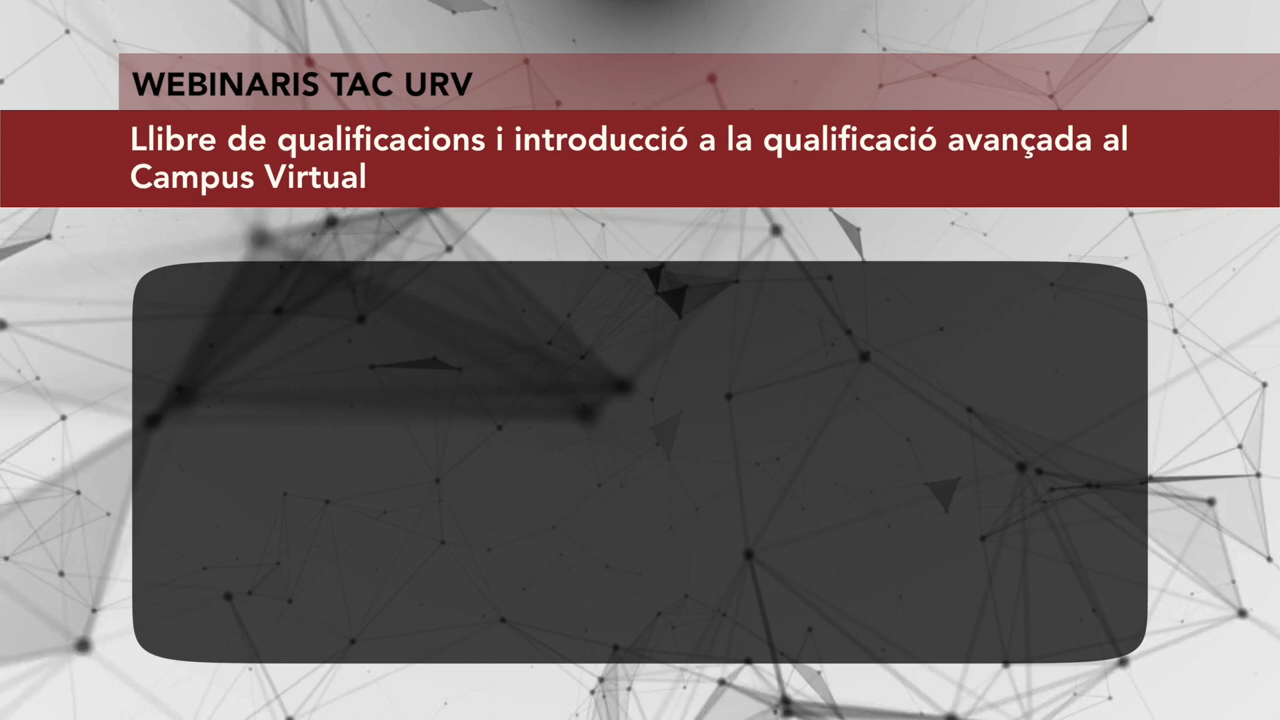 WEBINARIS TAC URV
Llibre de qualificacions i introducció a la qualificació avançada al
Campus Virtual